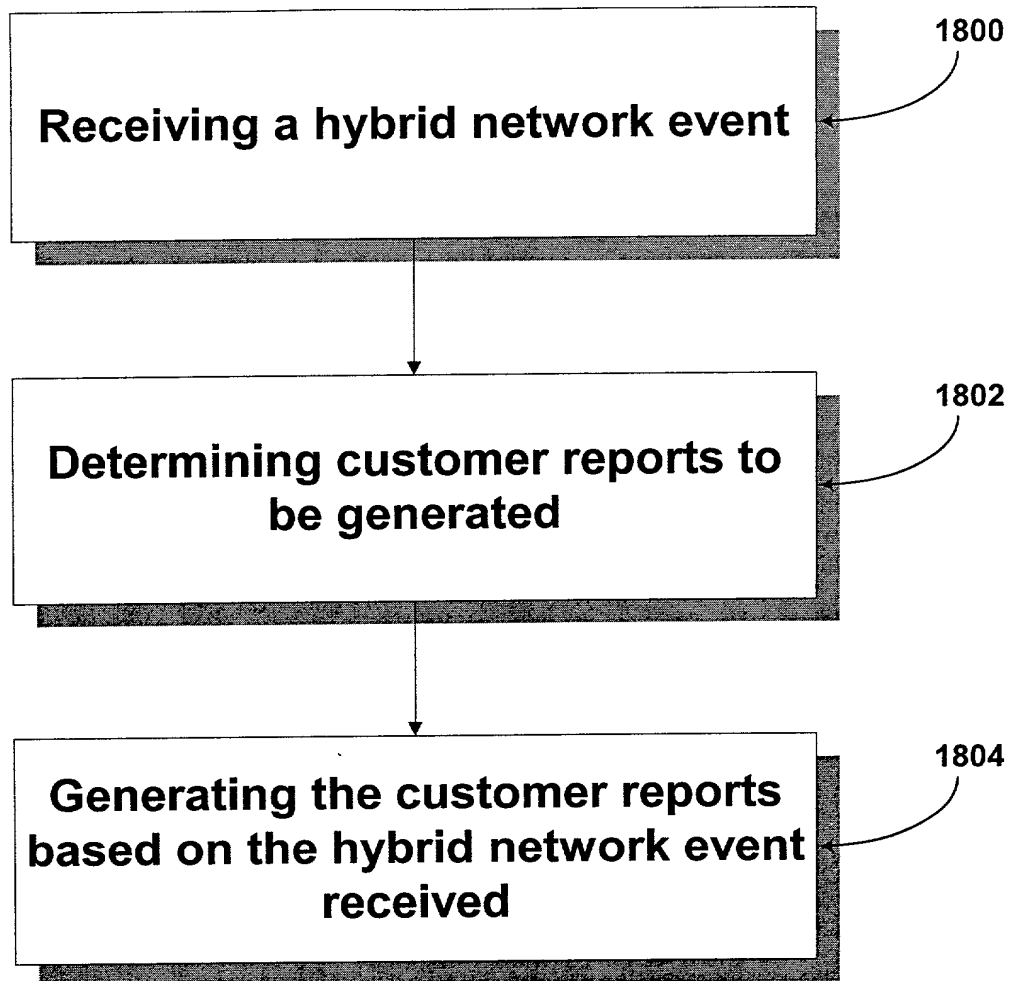 1800
Receiving a hybrid network event
1802
Determining customer reports to
be generated
1804
Generating the customer reports
based on the hybrid network event
received